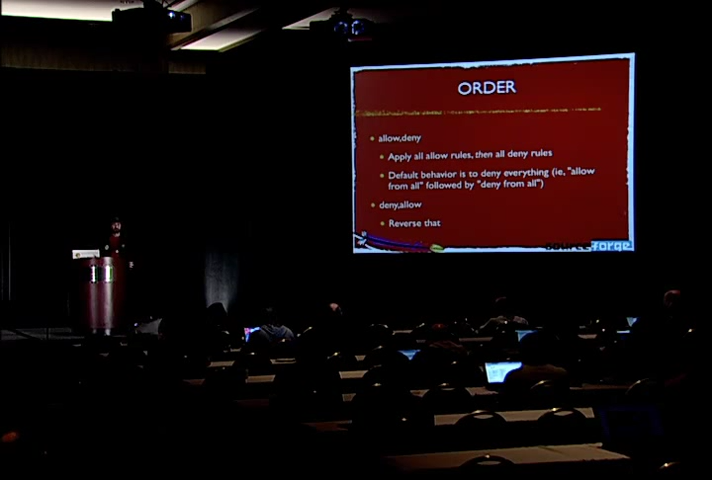 ORDER
allow,deny
Apply all allow rules, then all deny rules
Default behavior is to deny everything (ie, "allow
from all" followed by "deny from all")
deny,allow
Reverse that
sourceforge